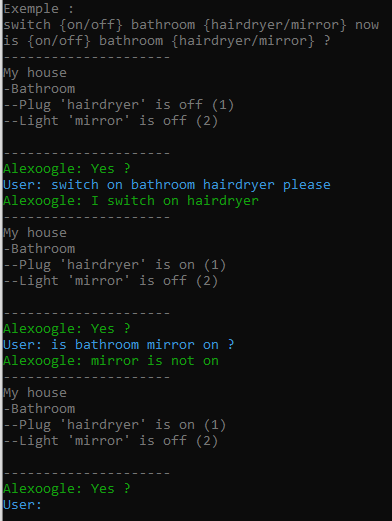 Exemple :
switch {on/off} bathroom {hairdryer/mirror} now
is {on/off} bathroom {hairdryer/mirror} ?
---------------------
My house
-Bathroom
--Plug 'hairdryer' is off (1)
--Light 'mirror' is off (2)
---------------------
Alexoogle: Yes ?
User: switch on bathroom hairdryer please
Alexoogle: I switch on hairdryer
---------------------
My house
-Bathroom
--Plug 'hairdryer' is on (1)
--Light 'mirror' is off (2)
---------------------
Alexoogle: Yes ?
User: is bathroom mirror on ?
Alexoogle: mirror is not on
---------------------
My house
-Bathroom
--Plug 'hairdryer' is on (1)
--Light 'mirror' is off (2)
---------------------
Alexoogle: Yes ?
User: